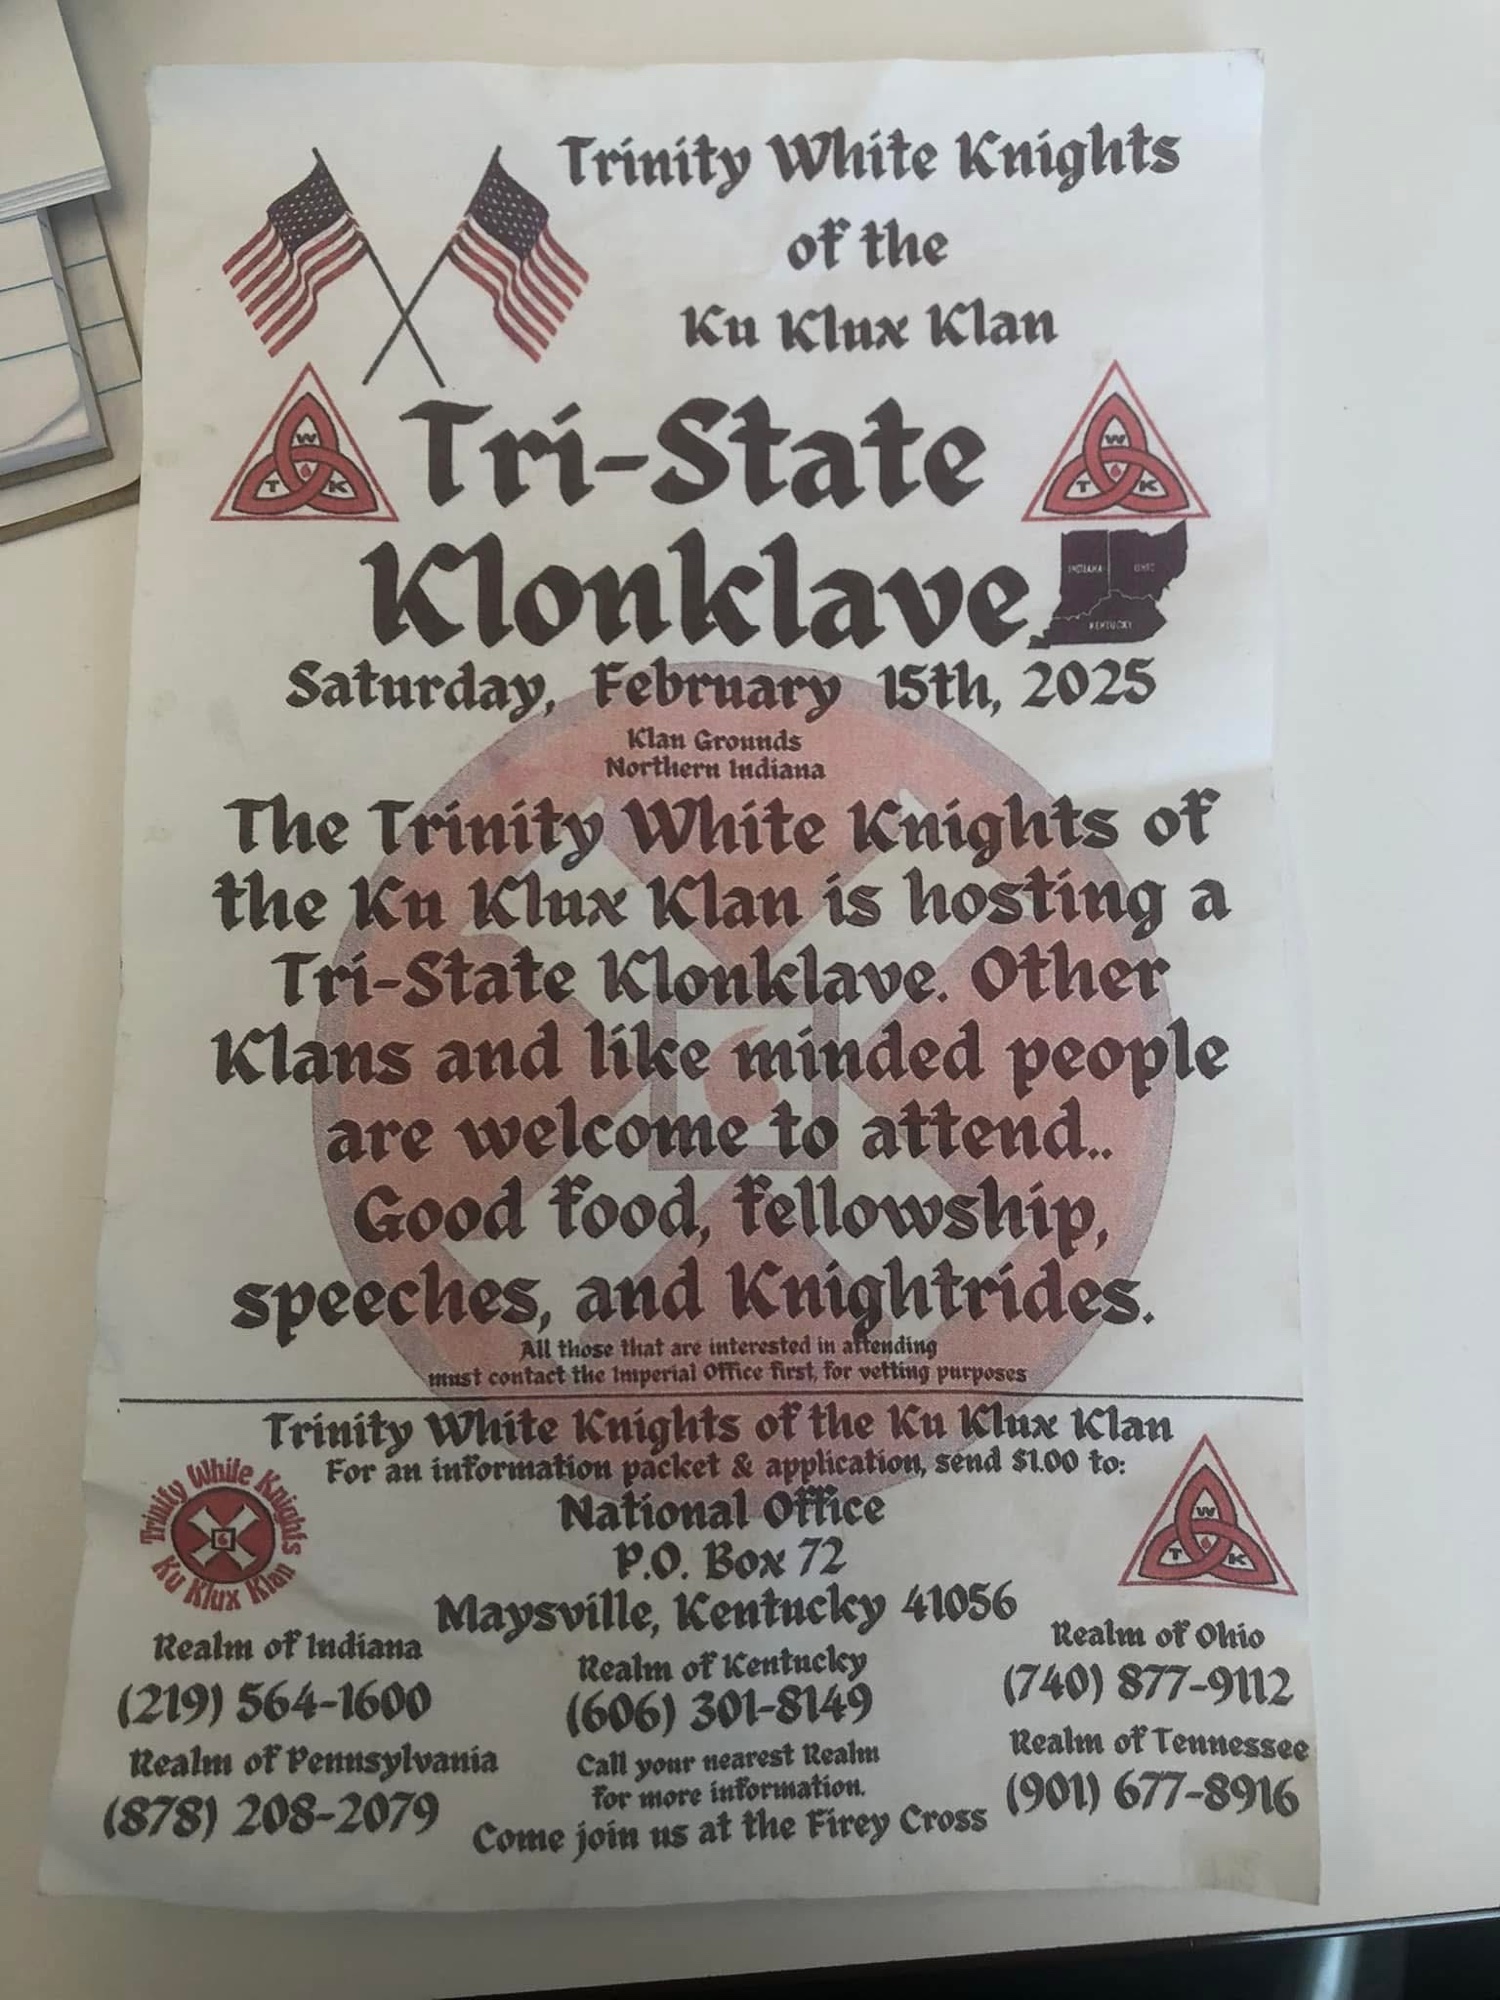 Trinity White Knights
of the
Ku Klux Klan
W
T K
Tri-State
W
T K
Klonklave
INDIANA OHIO
KENTUCKY
Saturday, February 15th, 2025
Klan Grounds
Northern Indiana
The Trinity White Knights of
the Ku Klux Klan is hosting a
Tri-State Klonklave. Other
Klans and like minded people
are welcome to attend..
Good food, fellowship,
speeches, and Knightrides.
All those that are interested in attending
must contact the Imperial Office first, for vetting purposes
Trinity White Knights of the Ku Klux Klan
For an information packet & application, send $1.00 to:
National Office
P.O. Box 72
Maysville, Kentucky 41056
Trinity White Knights
Ku Klux Klan
W
T K
Realm of Indiana
(219) 564-1600
Realm of Pennsylvania
(878) 208-2079
Realm of Kentucky
(606) 301-8149
Call your nearest Realm
for more information.
Come join us at the Firey Cross
Realm of Ohio
(740) 877-9112
Realm of Tennessee
(901) 677-8916